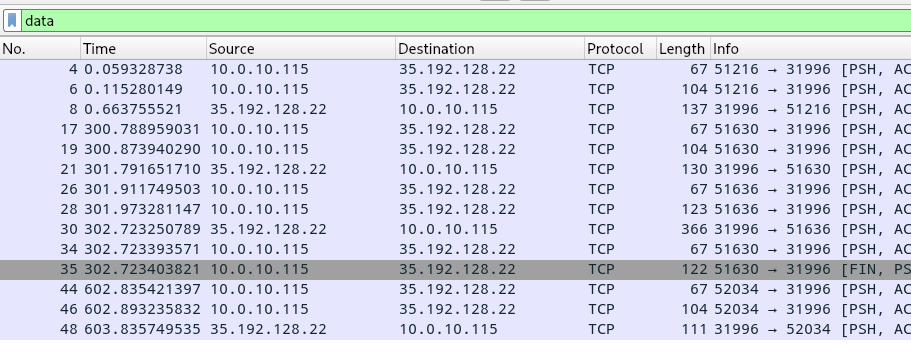 data
No. Time Source Destination Protocol Length Info
4 0.059328738 10.0.10.115 35.192.128.22 TCP 67 51216 → 31996 [PSH, AC
6 0.115280149 10.0.10.115 35.192.128.22 TCP 104 51216 → 31996 [PSH, AC
8 0.663755521 35.192.128.22 10.0.10.115 TCP 137 31996 → 51216 [PSH, AC
17 300.788959031 10.0.10.115 35.192.128.22 TCP 67 51630 → 31996 [PSH, AC
19 300.873940290 10.0.10.115 35.192.128.22 TCP 104 51630 → 31996 [PSH, AC
21 301.791651710 35.192.128.22 10.0.10.115 TCP 130 31996 → 51630 [PSH, AC
26 301.911749503 10.0.10.115 35.192.128.22 TCP 67 51636 → 31996 [PSH, AC
28 301.973281147 10.0.10.115 35.192.128.22 TCP 123 51636 → 31996 [PSH, AC
30 302.723250789 35.192.128.22 10.0.10.115 TCP 366 31996 → 51636 [PSH, AC
34 302.723393571 10.0.10.115 35.192.128.22 TCP 67 51630 → 31996 [PSH, AC
35 302.723403821 10.0.10.115 35.192.128.22 TCP 122 51630 → 31996 [FIN, PS
44 602.835421397 10.0.10.115 35.192.128.22 TCP 67 52034 → 31996 [PSH, AC
46 602.893235832 10.0.10.115 35.192.128.22 TCP 104 52034 → 31996 [PSH, AC
48 603.835749535 35.192.128.22 10.0.10.115 TCP 111 31996 → 52034 [PSH, AC